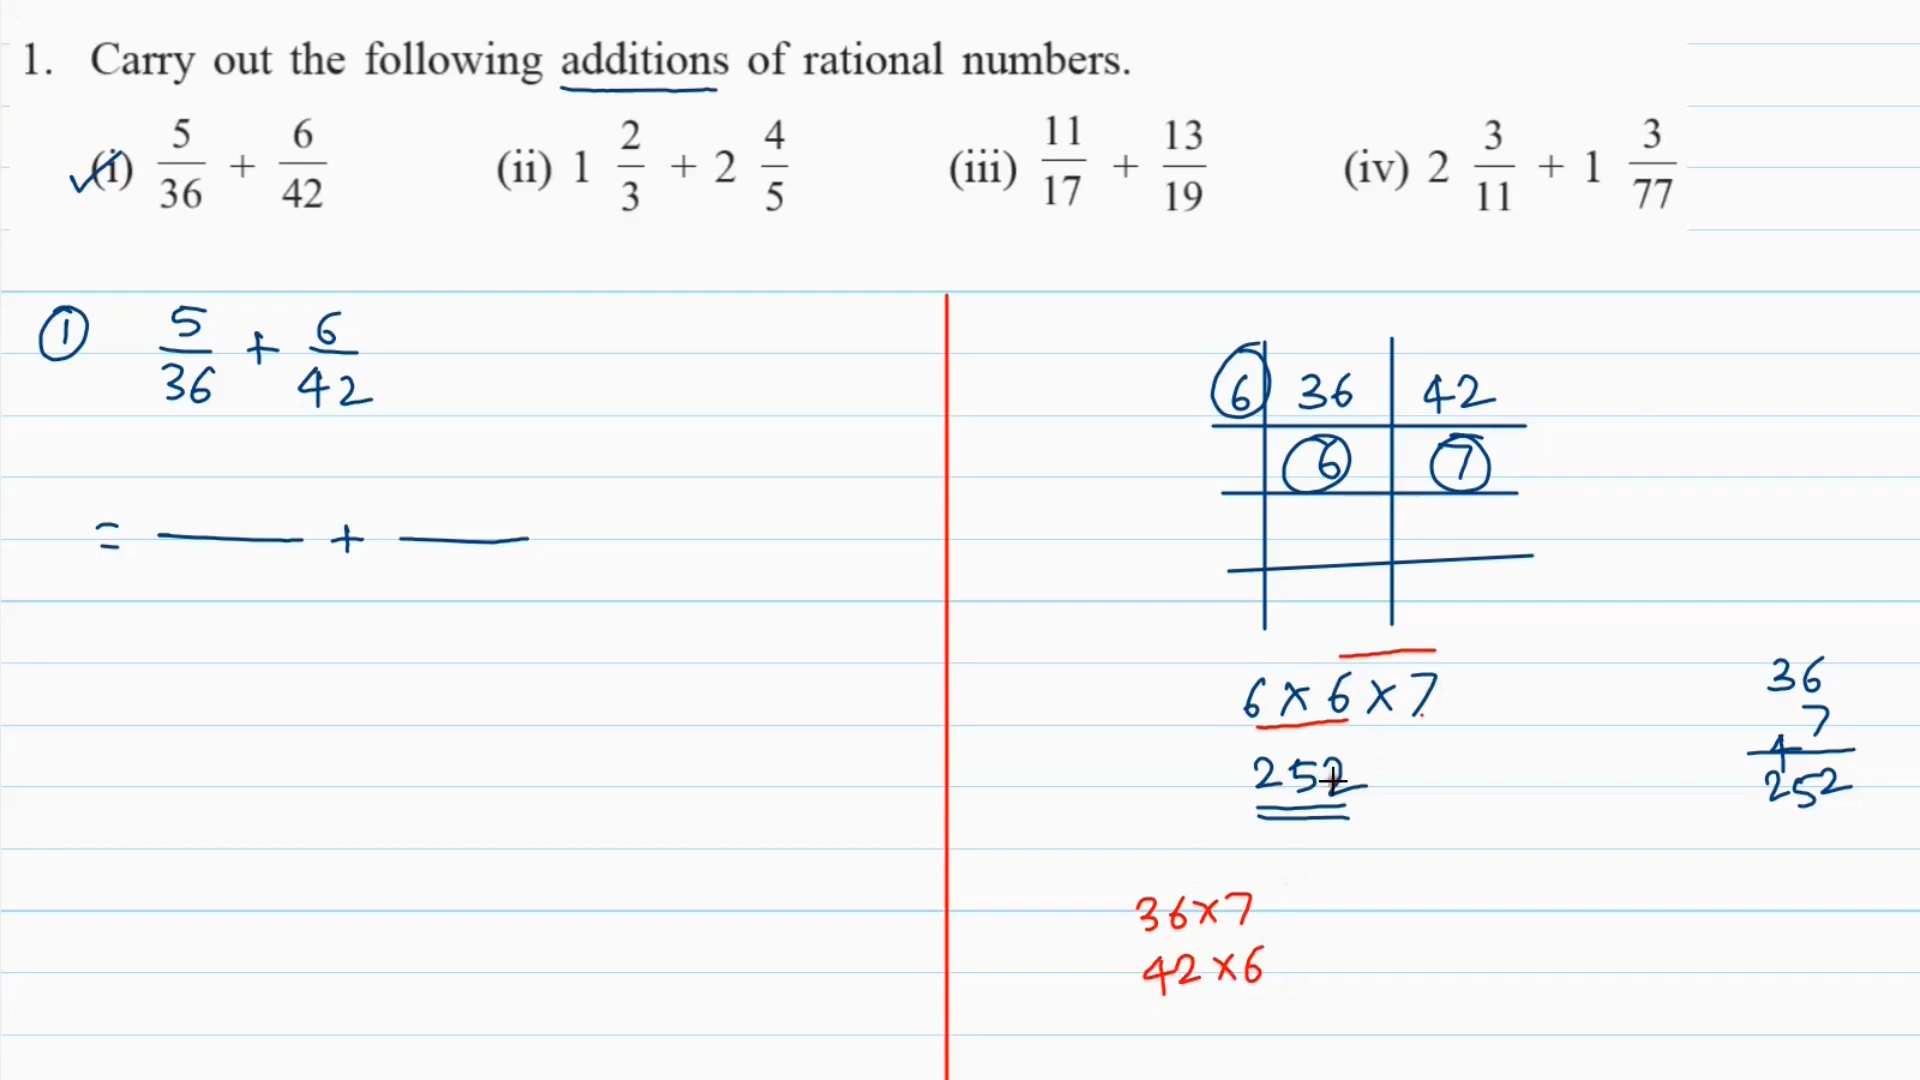 1. Carry out the following additions of rational numbers.
(i) 5/36 + 6/42 (ii) 1 2/3 + 2 4/5 (iii) 11/17 + 13/19 (iv) 2 3/11 + 1 3/77
① 5/36 + 6/42
6 36 42
6 7
= +
6 × 6 × 7
252
36
7
4
252
36×7
42×6